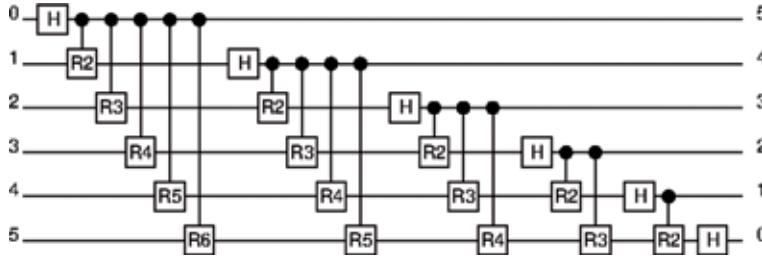 0 H 5
1 R2 H 4
2 R3 R2 H 3
3 R4 R3 R2 H 2
4 R5 R4 R3 R2 H 1
5 R6 R5 R4 R3 R2 H 0